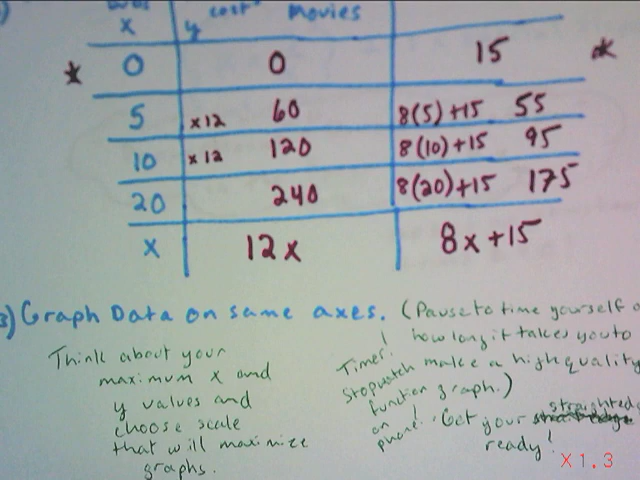 x y cost movies
* 0 0 15 *
5 x12 60 8(5)+15 55
10 x12 120 8(10)+15 95
20 240 8(20)+15 175
x 12x 8x+15
3) Graph Data on same axes. (Pause to time yourself
how long it takes you to
make a high quality
function graph.)
Get your straighted
ready!
Timer!
Stopwatch
on
phone!
Think about your
maximum x and
y values and
choose scale
that will maximize
graphs.
X1.3